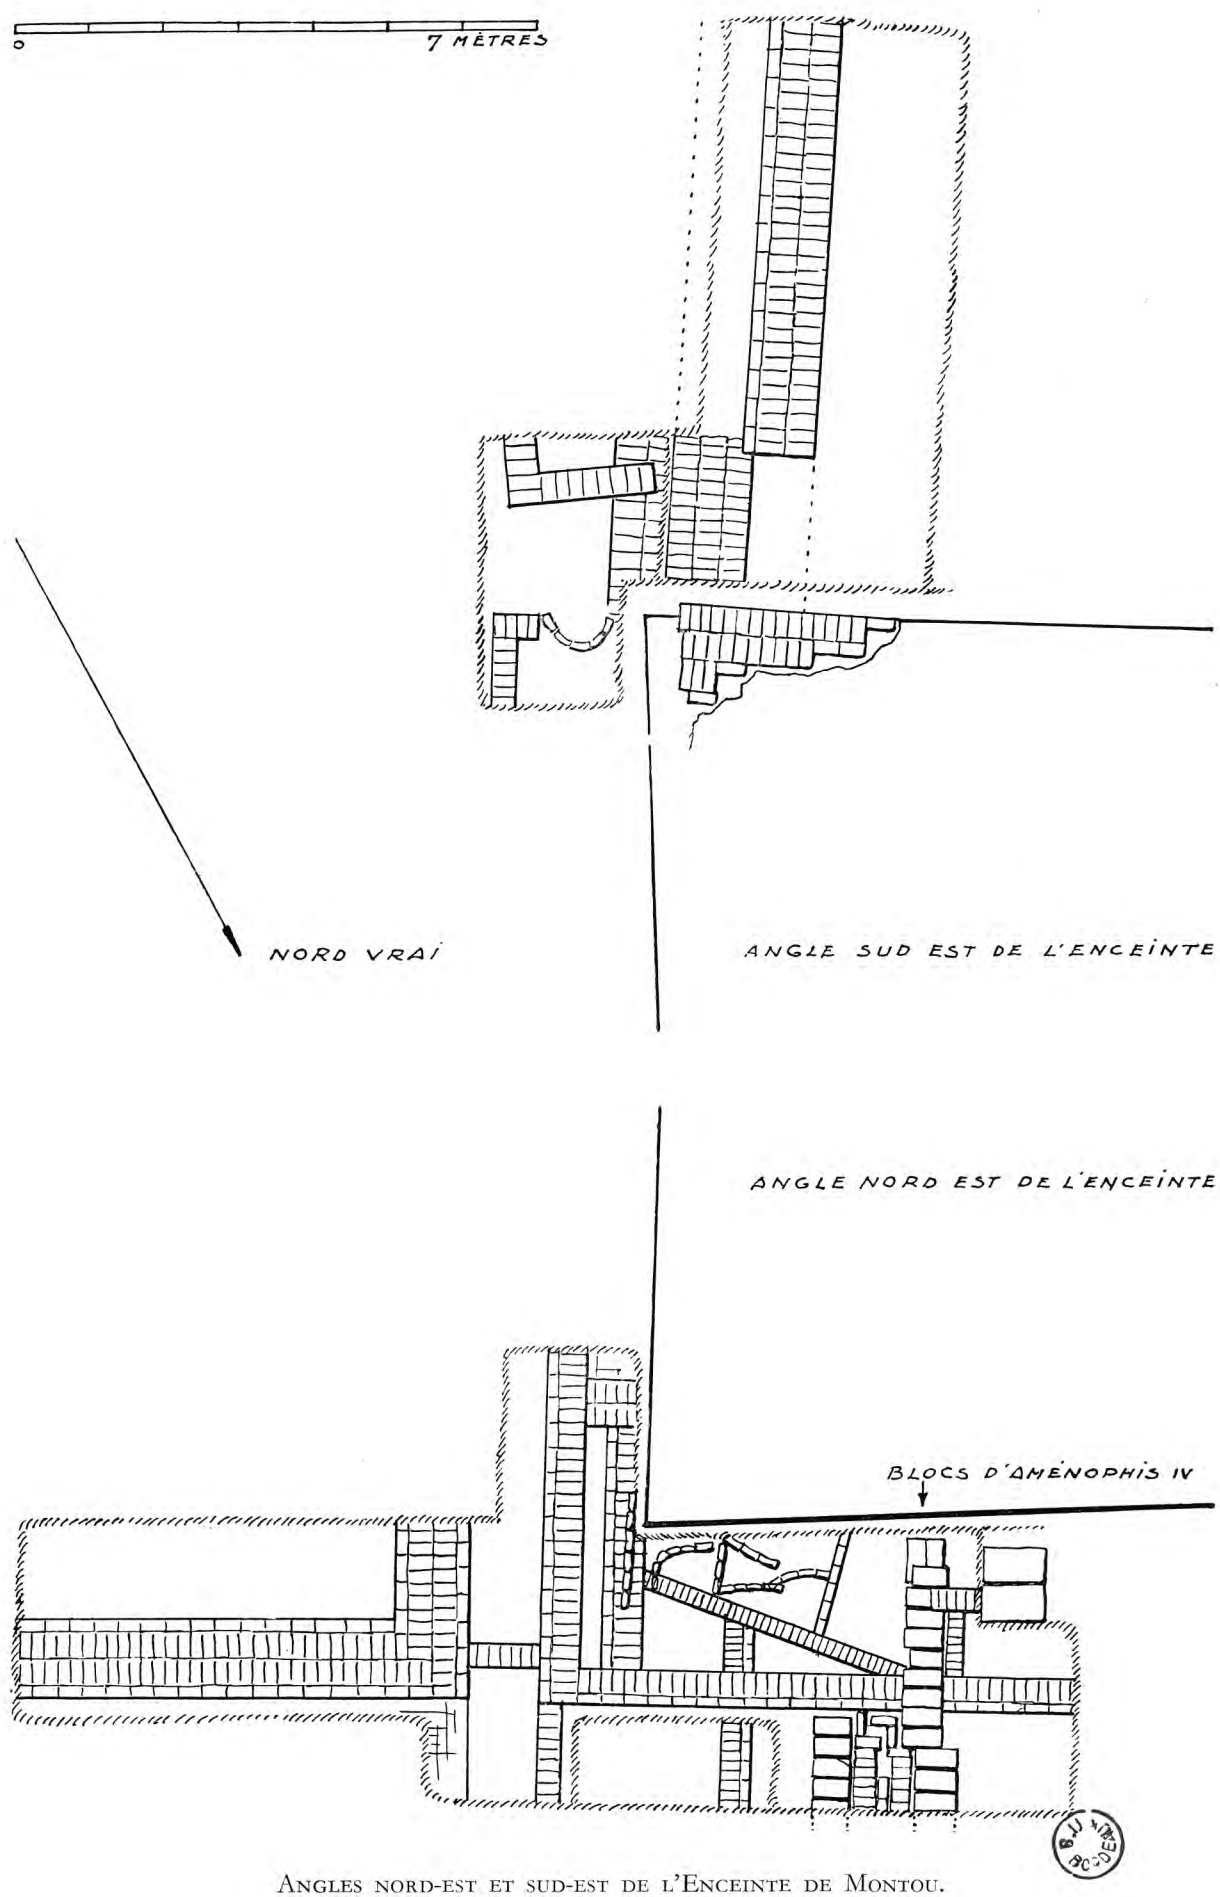 0
7 MÈTRES
NORD VRAI
ANGLE SUD EST DE L'ENCEINTE
ANGLE NORD EST DE L'ENCEINTE
BLOCS D'AMÉNOPHIS IV
ANGLES NORD-EST ET SUD-EST DE L'ENCEINTE DE MONTOU.